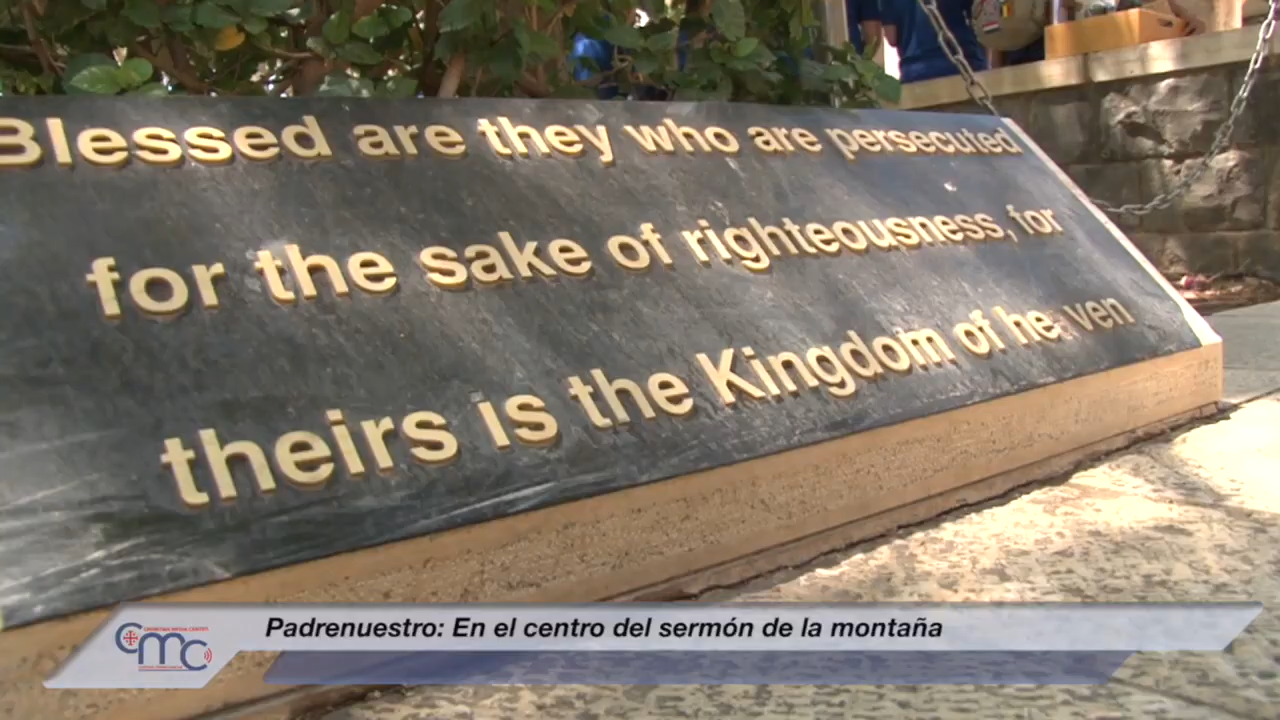 Blessed are they who are persecuted
for the sake of righteousness, for
theirs is the Kingdom of heaven
CMC
Padrenuestro: En el centro del sermón de la montaña